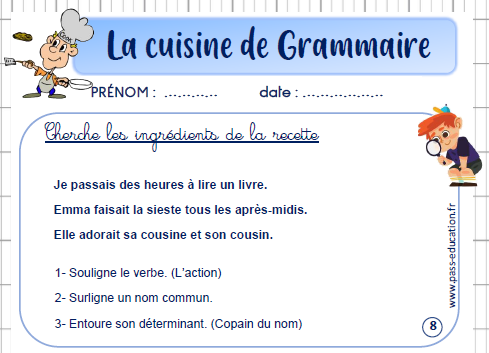 La cuisine de Grammaire
PRÉNOM : ............ date : ..................
Cherche les ingrédients de la recette
Je passais des heures à lire un livre.
Emma faisait la sieste tous les après-midis.
Elle adorait sa cousine et son cousin.
1- Souligne le verbe. (L'action)
2- Surligne un nom commun.
3- Entoure son déterminant. (Copain du nom)
www.pass-education.fr
8